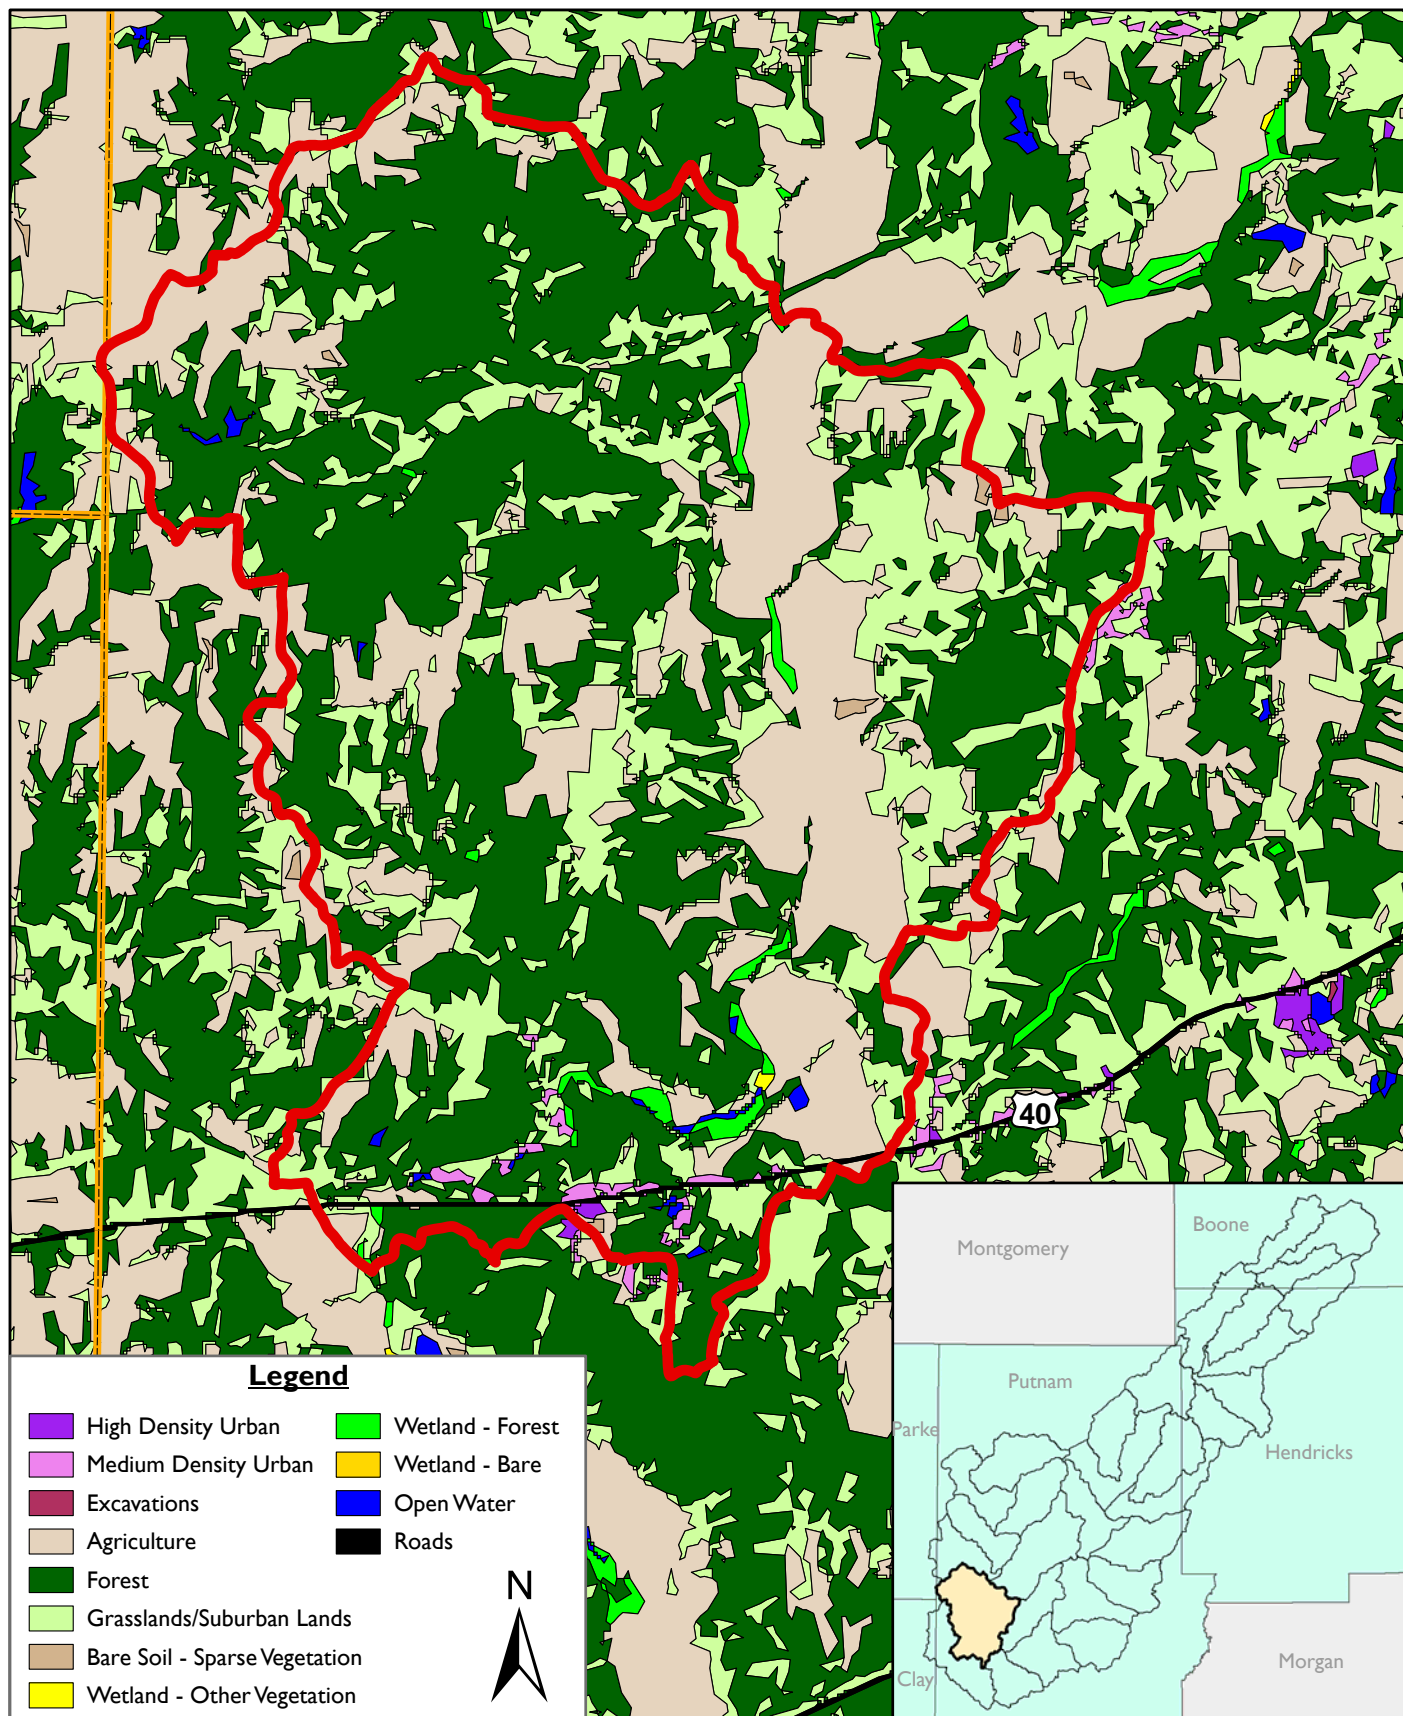 40
Legend
High Density Urban
Medium Density Urban
Excavations
Agriculture
Forest
Grasslands/Suburban Lands
Bare Soil - Sparse Vegetation
Wetland - Other Vegetation
Wetland - Forest
Wetland - Bare
Open Water
Roads
N
Montgomery
Boone
Putnam
Parke
Hendricks
Clay
Morgan